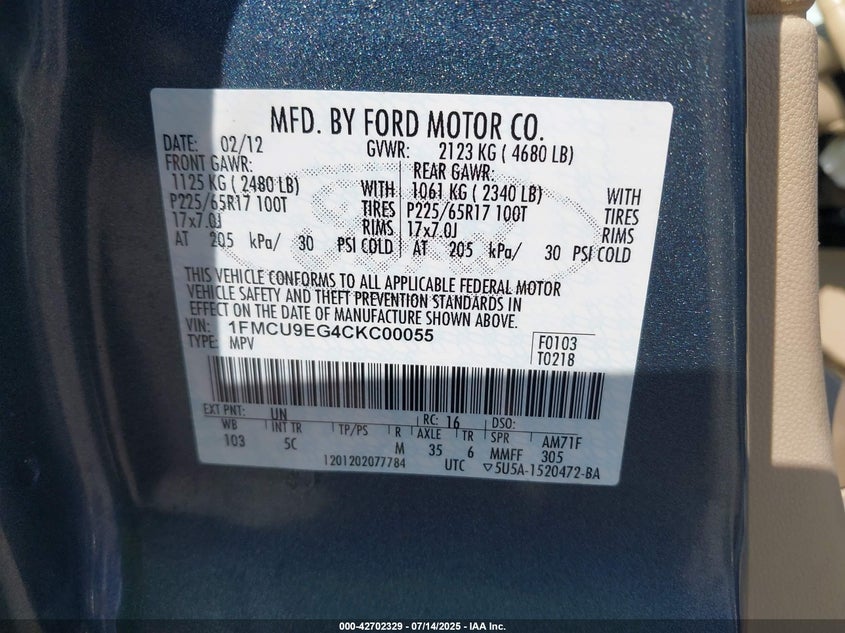 MFD. BY FORD MOTOR CO.
DATE: 02/12 GVWR: 2123 KG ( 4680 LB)
FRONT GAWR: REAR GAWR:
1125 KG ( 2480 LB) WITH 1061 KG ( 2340 LB) WITH
P225/65R17 100T TIRES P225/65R17 100T TIRES
17x7.0J RIMS 17x7.0J RIMS
AT 205 kPa/ 30 PSI COLD AT 205 kPa/ 30 PSI COLD
THIS VEHICLE CONFORMS TO ALL APPLICABLE FEDERAL MOTOR
VEHICLE SAFETY AND THEFT PREVENTION STANDARDS IN
EFFECT ON THE DATE OF MANUFACTURE SHOWN ABOVE.
VIN: 1FMCU9EG4CKC00055 F0103
TYPE: MPV T0218
EXT PNT: UN RC: 16 DSO:
WB INT TR TP/PS R AXLE TR SPR AM71F
103 5C M 35 6 MMFF 305
1201202077784 UTC ▽5U5A-1520472-BA
000-42702329 | 07/14/2025 | IAA Inc.